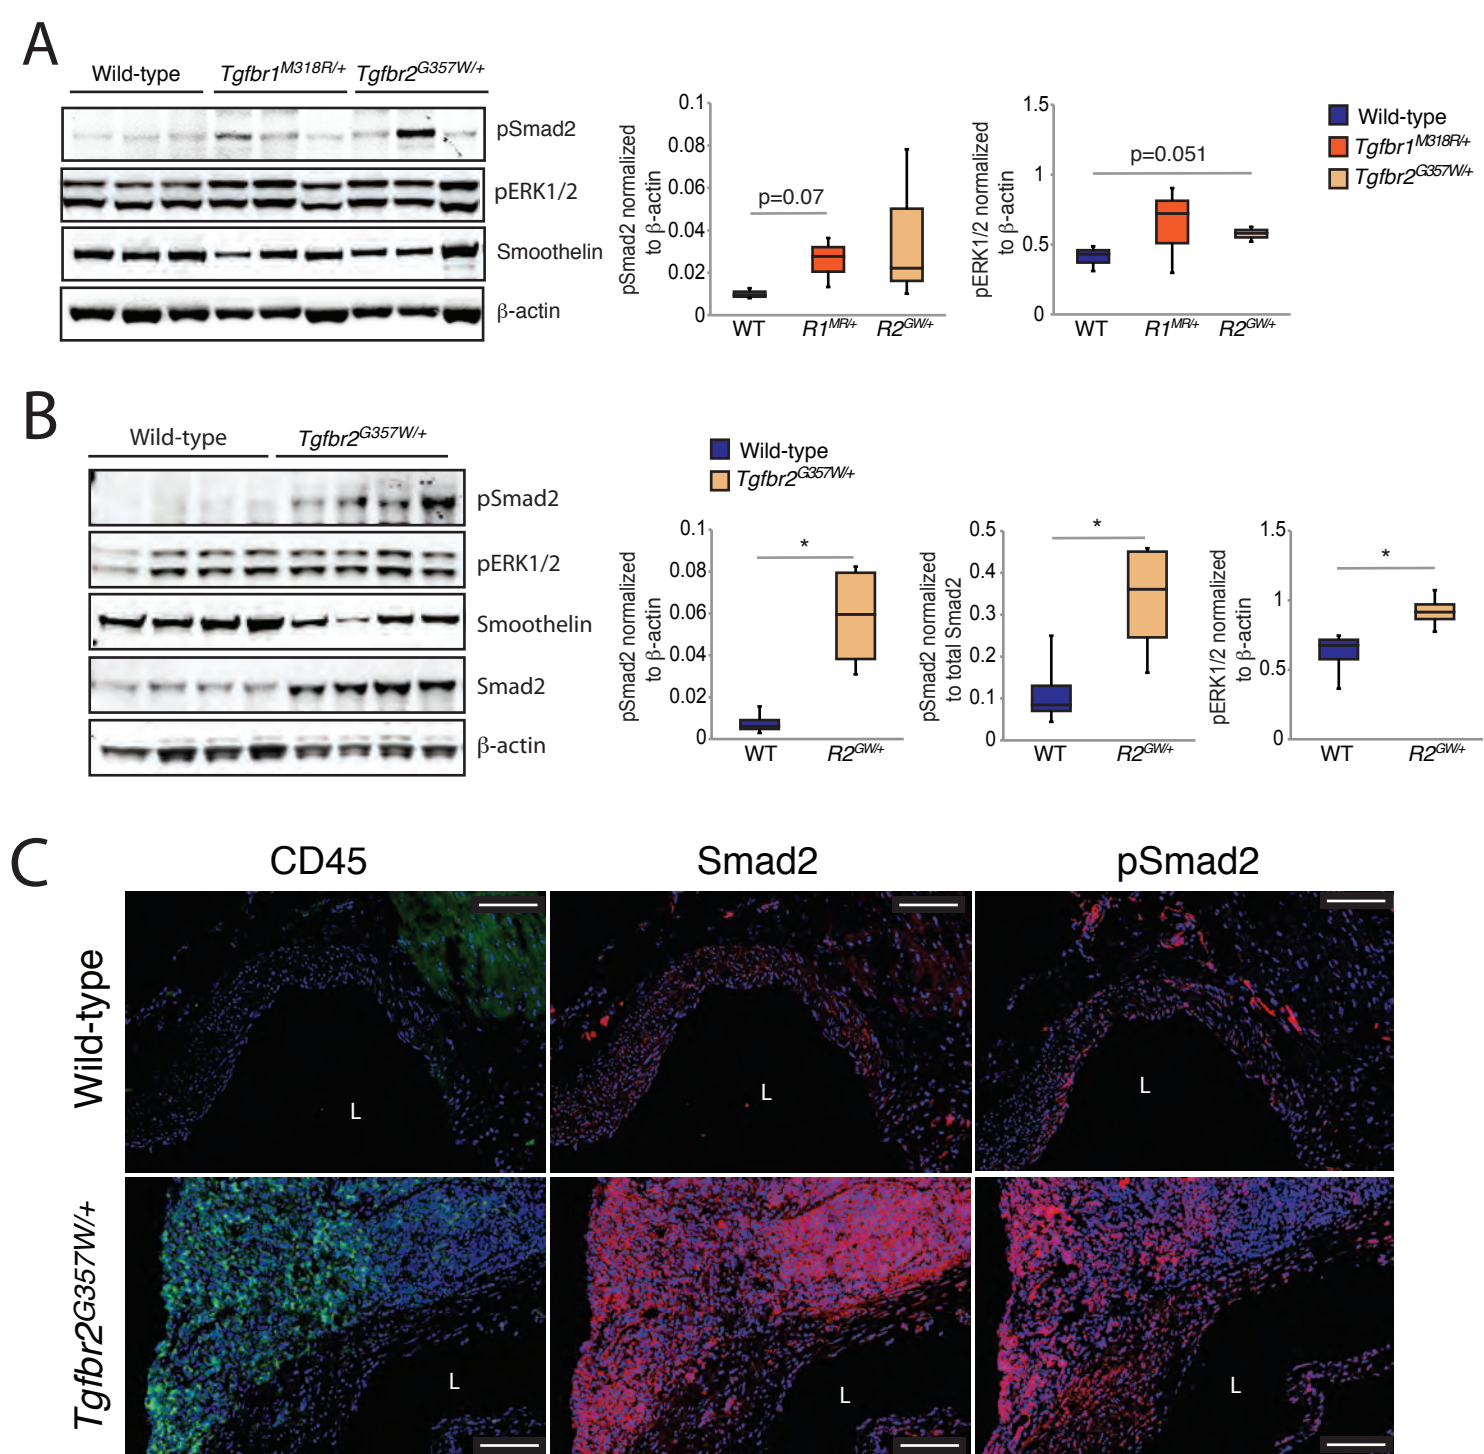 A
Wild-type
Tgfbr1M318R/+
Tgfbr2G357W/+
pSmad2
pERK1/2
Smoothelin
β-actin
pSmad2 normalized
to β-actin
0.1
0.08
0.06
0.04
0.02
0
p=0.07
WT
R1MR/+
R2GW/+
pERK1/2 normalized
to β-actin
1.5
1
0.5
0
p=0.051
WT
R1MR/+
R2GW/+
Wild-type
Tgfbr1M318R/+
Tgfbr2G357W/+
B
Wild-type
Tgfbr2G357W/+
pSmad2
pERK1/2
Smoothelin
Smad2
β-actin
Wild-type
Tgfbr2G357W/+
pSmad2 normalized
to β-actin
0.1
0.08
0.06
0.04
0.02
0
*
WT
R2GW/+
pSmad2 normalized
to total Smad2
0.5
0.4
0.3
0.2
0.1
0
*
WT
R2GW/+
pERK1/2 normalized
to β-actin
1.5
1
0.5
0
*
WT
R2GW/+
C
CD45
Smad2
pSmad2
Wild-type
L
L
L
Tgfbr2G357W/+
L
L
L